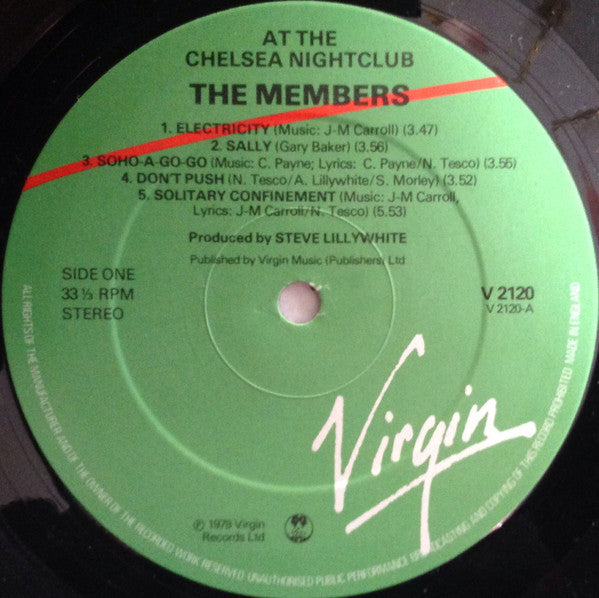 AT THE
CHELSEA NIGHTCLUB
THE MEMBERS
1. ELECTRICITY (Music: J-M Carroll) (3.47)
2. SALLY (Gary Baker) (3.56)
3. SOHO-A-GO-GO (Music: C. Payne; Lyrics: C. Payne/N. Tesco) (3.55)
4. DON'T PUSH (N. Tesco/A. Lillywhite/S. Morley) (3.52)
5. SOLITARY CONFINEMENT (Music: J-M Carroll,
Lyrics: J-M Carroll/N. Tesco) (5.53)
Produced by STEVE LILLYWHITE
Published by Virgin Music (Publishers) Ltd
SIDE ONE
33 ⅓ RPM
STEREO
V 2120
V 2120-A
Virgin
℗ 1979 Virgin
Records Ltd
ALL RIGHTS OF THE MANUFACTURER AND OF THE OWNER OF THE RECORDED WORK RESERVED. UNAUTHORISED PUBLIC PERFORMANCE BROADCASTING AND COPYING OF THIS RECORD PROHIBITED. MADE IN ENGLAND